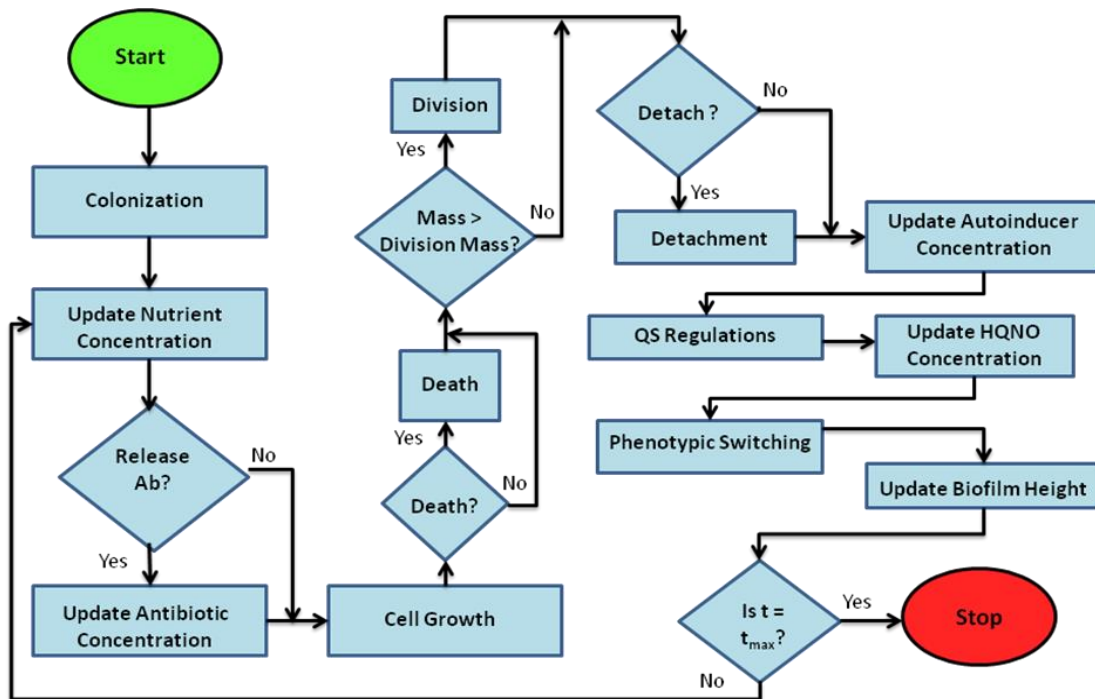 Start
Colonization
Update Nutrient
Concentration
Release
Ab?
No
Yes
Update Antibiotic
Concentration
Cell Growth
Death?
No
Yes
Death
Mass >
Division Mass?
No
Yes
Division
Detach ?
No
Yes
Detachment
Update Autoinducer
Concentration
QS Regulations
Update HQNO
Concentration
Phenotypic Switching
Update Biofilm Height
Is t =
tmax?
Yes
No
Stop